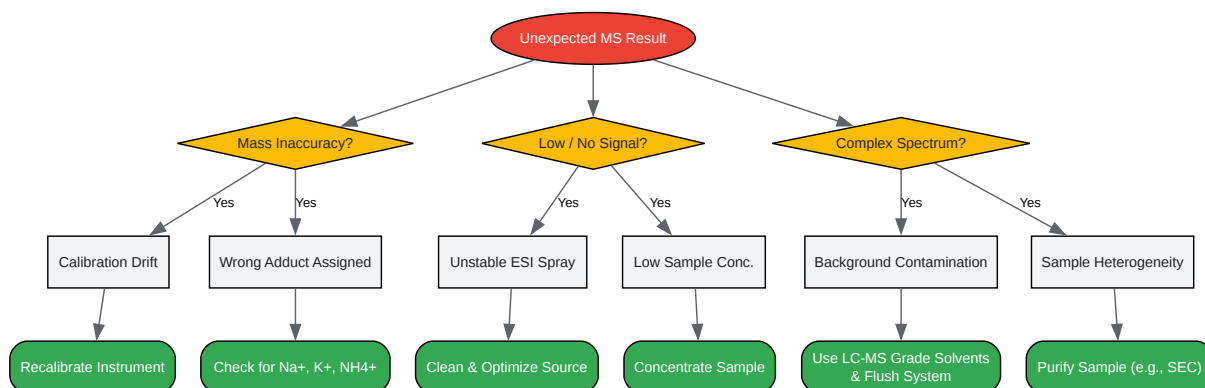 Unexpected MS Result
Mass Inaccuracy?
Low / No Signal?
Complex Spectrum?
Yes
Yes
Yes
Yes
Yes
Yes
Calibration Drift
Wrong Adduct Assigned
Unstable ESI Spray
Low Sample Conc.
Background Contamination
Sample Heterogeneity
Recalibrate Instrument
Check for Na+, K+, NH4+
Clean & Optimize Source
Concentrate Sample
Use LC-MS Grade Solvents
& Flush System
Purify Sample (e.g., SEC)